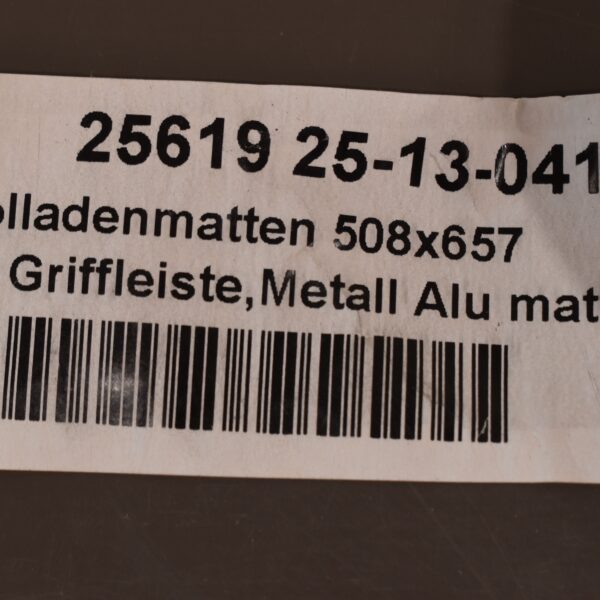 25619 25-13-041
olladenmatten 508x657
Griffleiste,Metall Alu mat